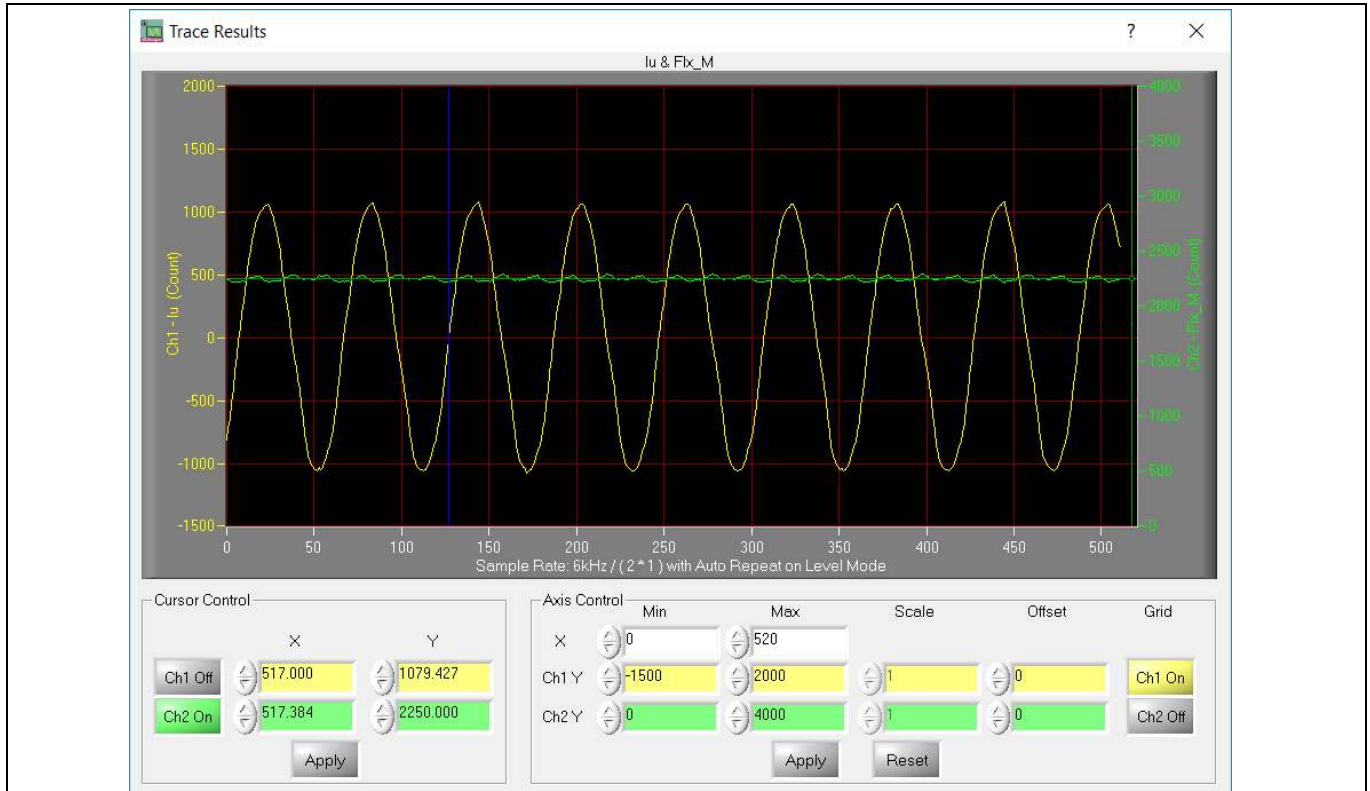 Trace Results
?
Iu & Flx_M
2000
1500
1000
500
0
-500
-1000
-1500
Ch1 - Iu (Count)
4000
3500
3000
2500
2000
1500
1000
500
0
Ch2 - Flx_M (Count)
0 50 100 150 200 250 300 350 400 450 500
Sample Rate: 6kHz / ( 2 * 1 ) with Auto Repeat on Level Mode
Cursor Control
X Y
Ch1 Off 517.000 1079.427
Ch2 On 517.384 2250.000
Apply
Axis Control
Min Max Scale Offset Grid
X 0 520
Ch1 Y -1500 2000 1 0 Ch1 On
Ch2 Y 0 4000 1 0 Ch2 Off
Apply Reset